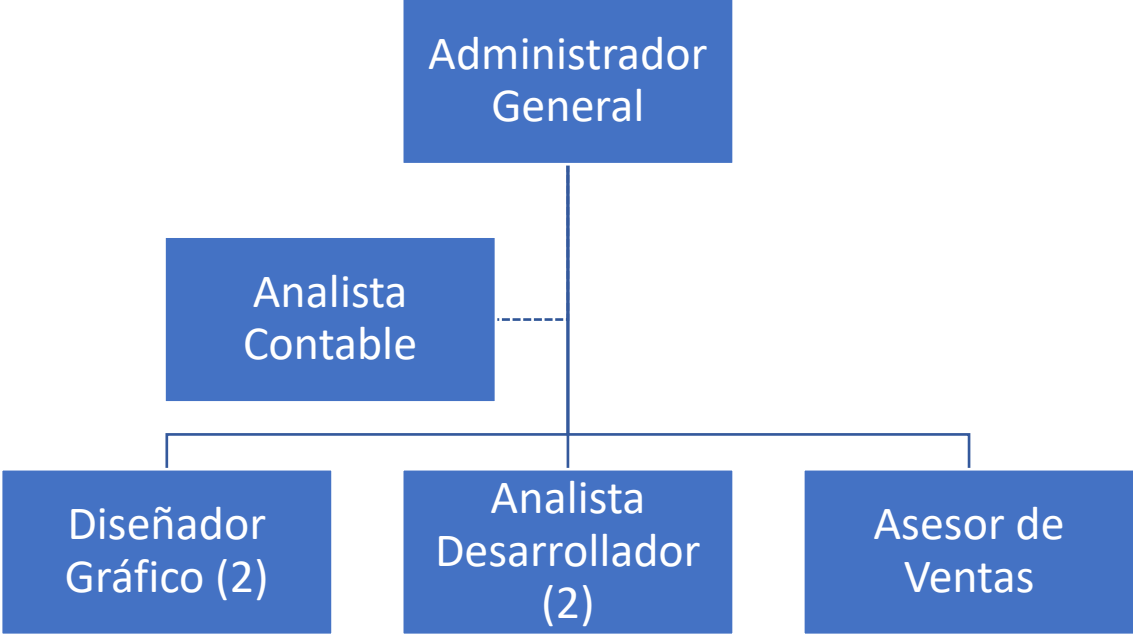 Administrador
General
Analista
Contable
Diseñador
Gráfico (2)
Analista
Desarrollador
(2)
Asesor de
Ventas